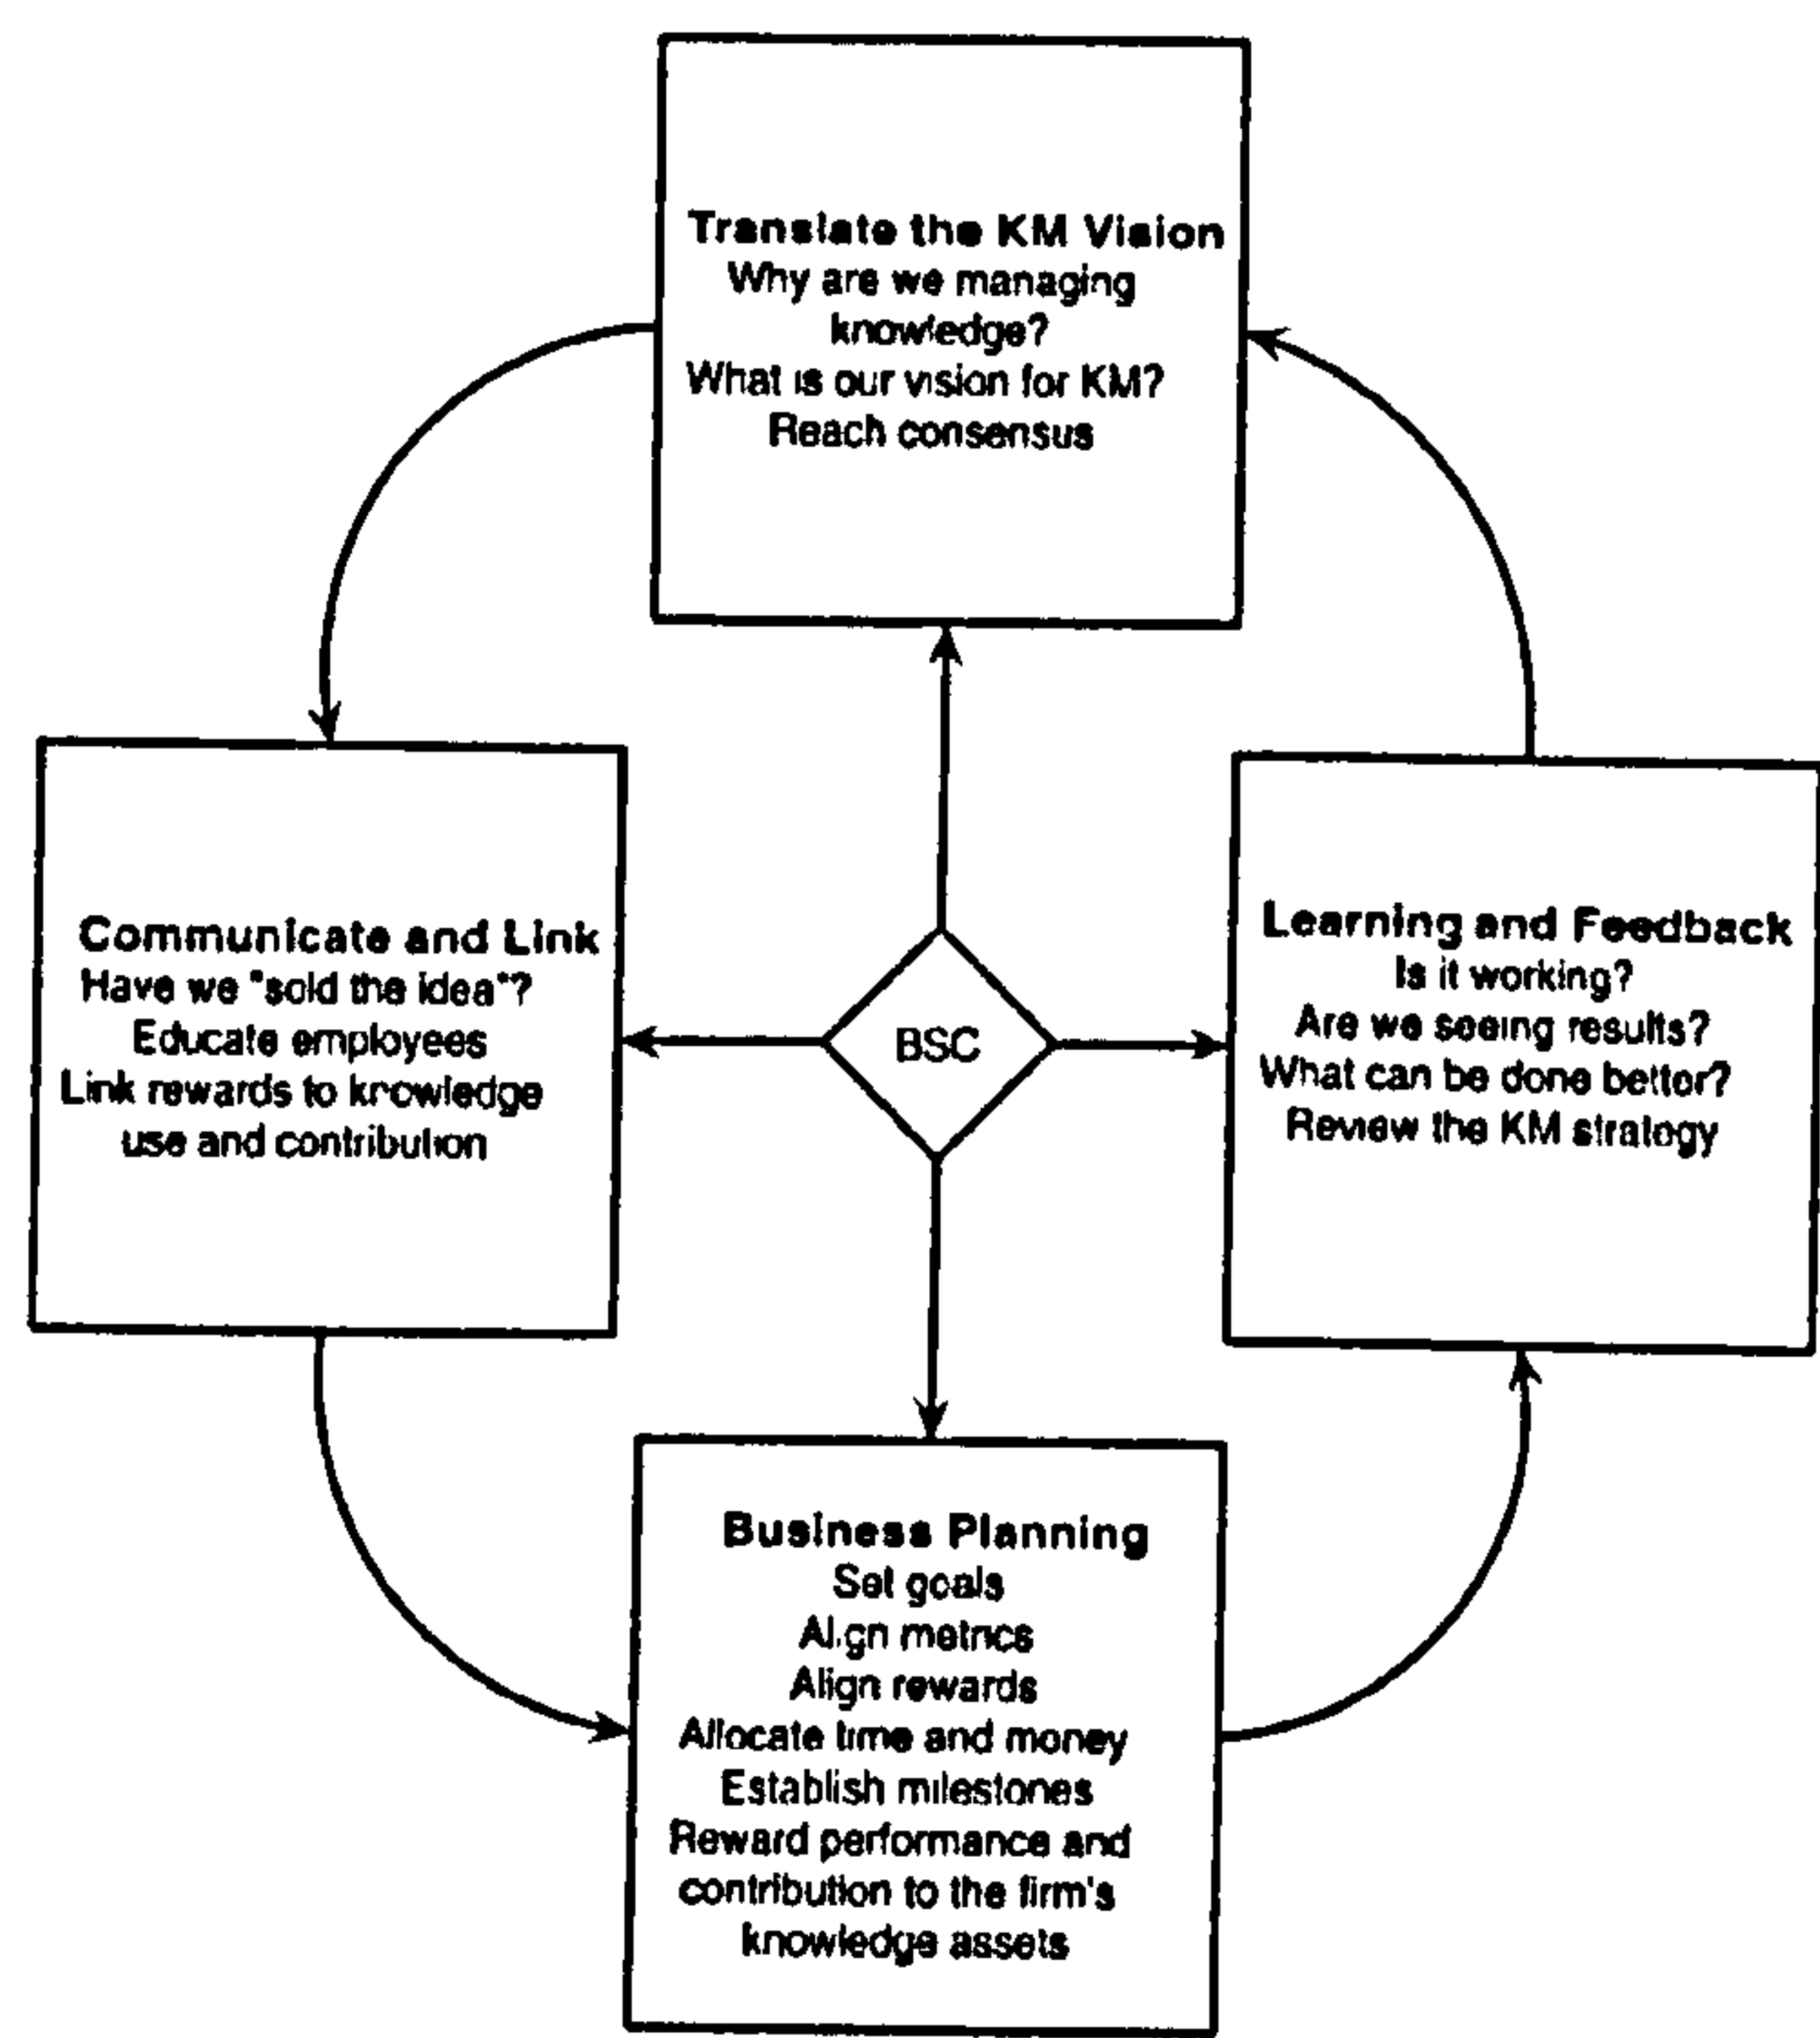 Translate the KM Vision
Why are we managing
knowledge?
What is our vision for KM?
Reach consensus
Communicate and Link
Have we "sold the idea"?
Educate employees
Link rewards to knowledge
use and contribution
BSC
Learning and Feedback
Is it working?
Are we seeing results?
What can be done better?
Review the KM strategy
Business Planning
Set goals
Align metrics
Align rewards
Allocate time and money
Establish milestones
Reward performance and
contribution to the firm's
knowledge assets